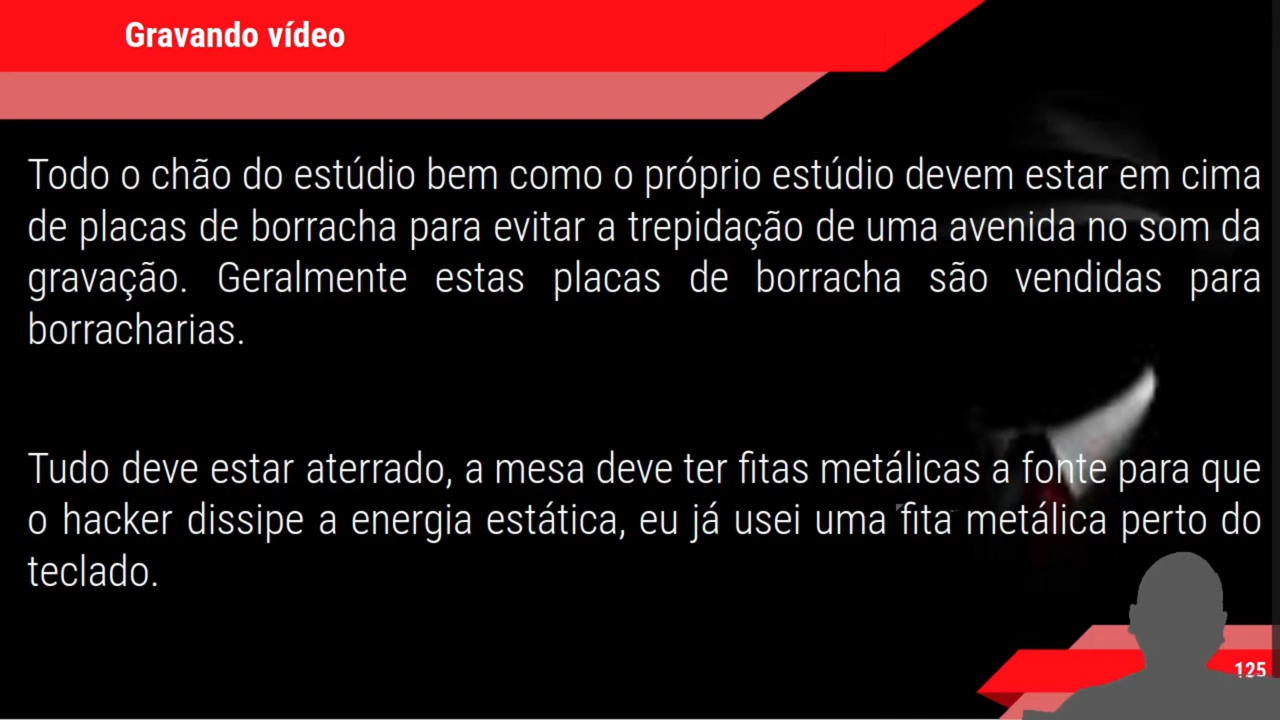 Gravando vídeo
Todo o chão do estúdio bem como o próprio estúdio devem estar em cima
de placas de borracha para evitar a trepidação de uma avenida no som da
gravação. Geralmente estas placas de borracha são vendidas para
borracharias.
Tudo deve estar aterrado, a mesa deve ter fitas metálicas a fonte para que
o hacker dissipe a energia estática, eu já usei uma fita metálica perto do
teclado.
125